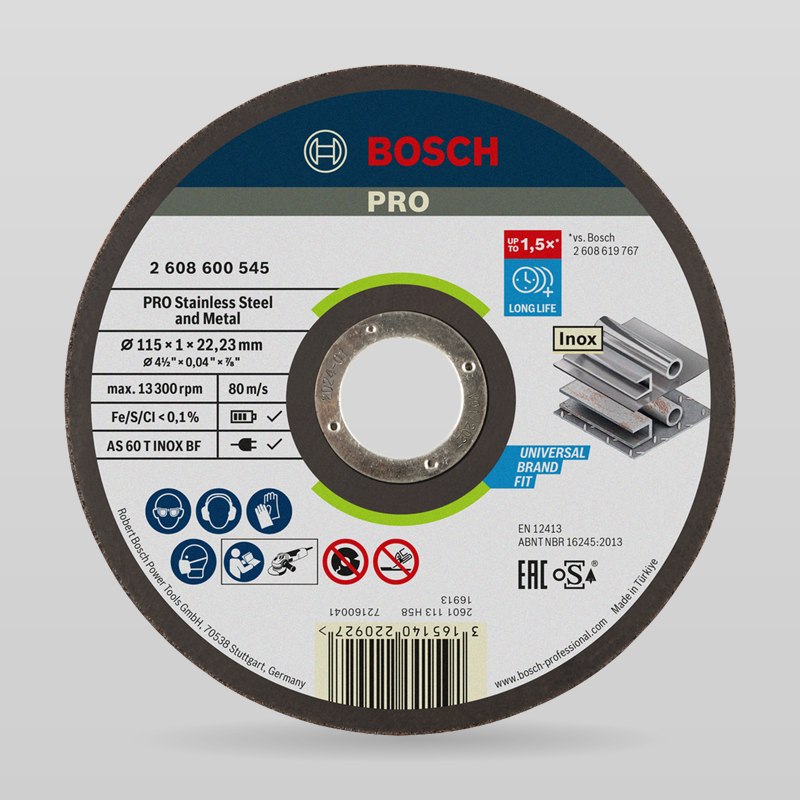 BOSCH
PRO
2 608 600 545
PRO Stainless Steel
and Metal
Ø 115 × 1 × 22,23 mm
Ø 4½" × 0,04" × ⅞"
max. 13 300 rpm
80 m/s
Fe/S/Cl < 0,1 %
AS 60 T INOX BF
UP TO 1,5×*
LONG LIFE
*vs. Bosch
2 608 619 767
Inox
UNIVERSAL
BRAND
FIT
EN 12413
ABNT NBR 16245:2013
EAC oSA®
Robert Bosch Power Tools GmbH, 70538 Stuttgart, Germany
www.bosch-professional.com
Made in Türkiye
3 165140 220927>
2601 113 H58
72160041
16913